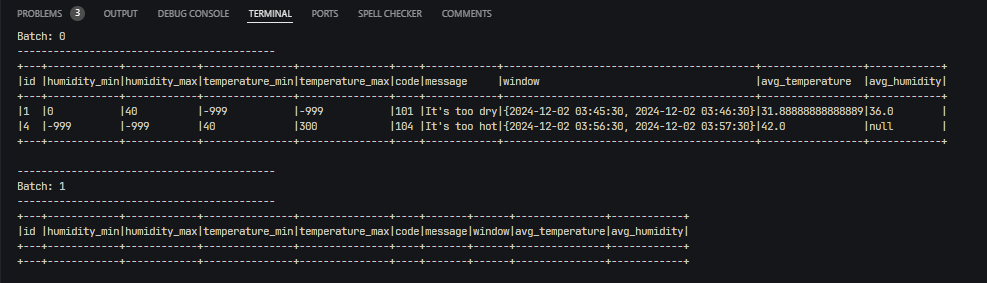 PROBLEMS 3 OUTPUT DEBUG CONSOLE TERMINAL PORTS SPELL CHECKER COMMENTS
Batch: 0
-------------------------------------------
+---+------------+------------+---------------+---------------+----+------------+------------------------------------------+-----------------+------------+
|id |humidity_min|humidity_max|temperature_min|temperature_max|code|message     |window                                    |avg_temperature  |avg_humidity|
+---+------------+------------+---------------+---------------+----+------------+------------------------------------------+-----------------+------------+
|1  |0           |40          |-999           |-999           |101 |It's too dry|{2024-12-02 03:45:30, 2024-12-02 03:46:30}|31.88888888888889|36.0        |
|4  |-999        |-999        |40             |300            |104 |It's too hot|{2024-12-02 03:56:30, 2024-12-02 03:57:30}|42.0             |null        |
+---+------------+------------+---------------+---------------+----+------------+------------------------------------------+-----------------+------------+
-------------------------------------------
Batch: 1
-------------------------------------------
+---+------------+------------+---------------+---------------+----+-------+------+---------------+------------+
|id |humidity_min|humidity_max|temperature_min|temperature_max|code|message|window|avg_temperature|avg_humidity|
+---+------------+------------+---------------+---------------+----+-------+------+---------------+------------+
+---+------------+------------+---------------+---------------+----+-------+------+---------------+------------+